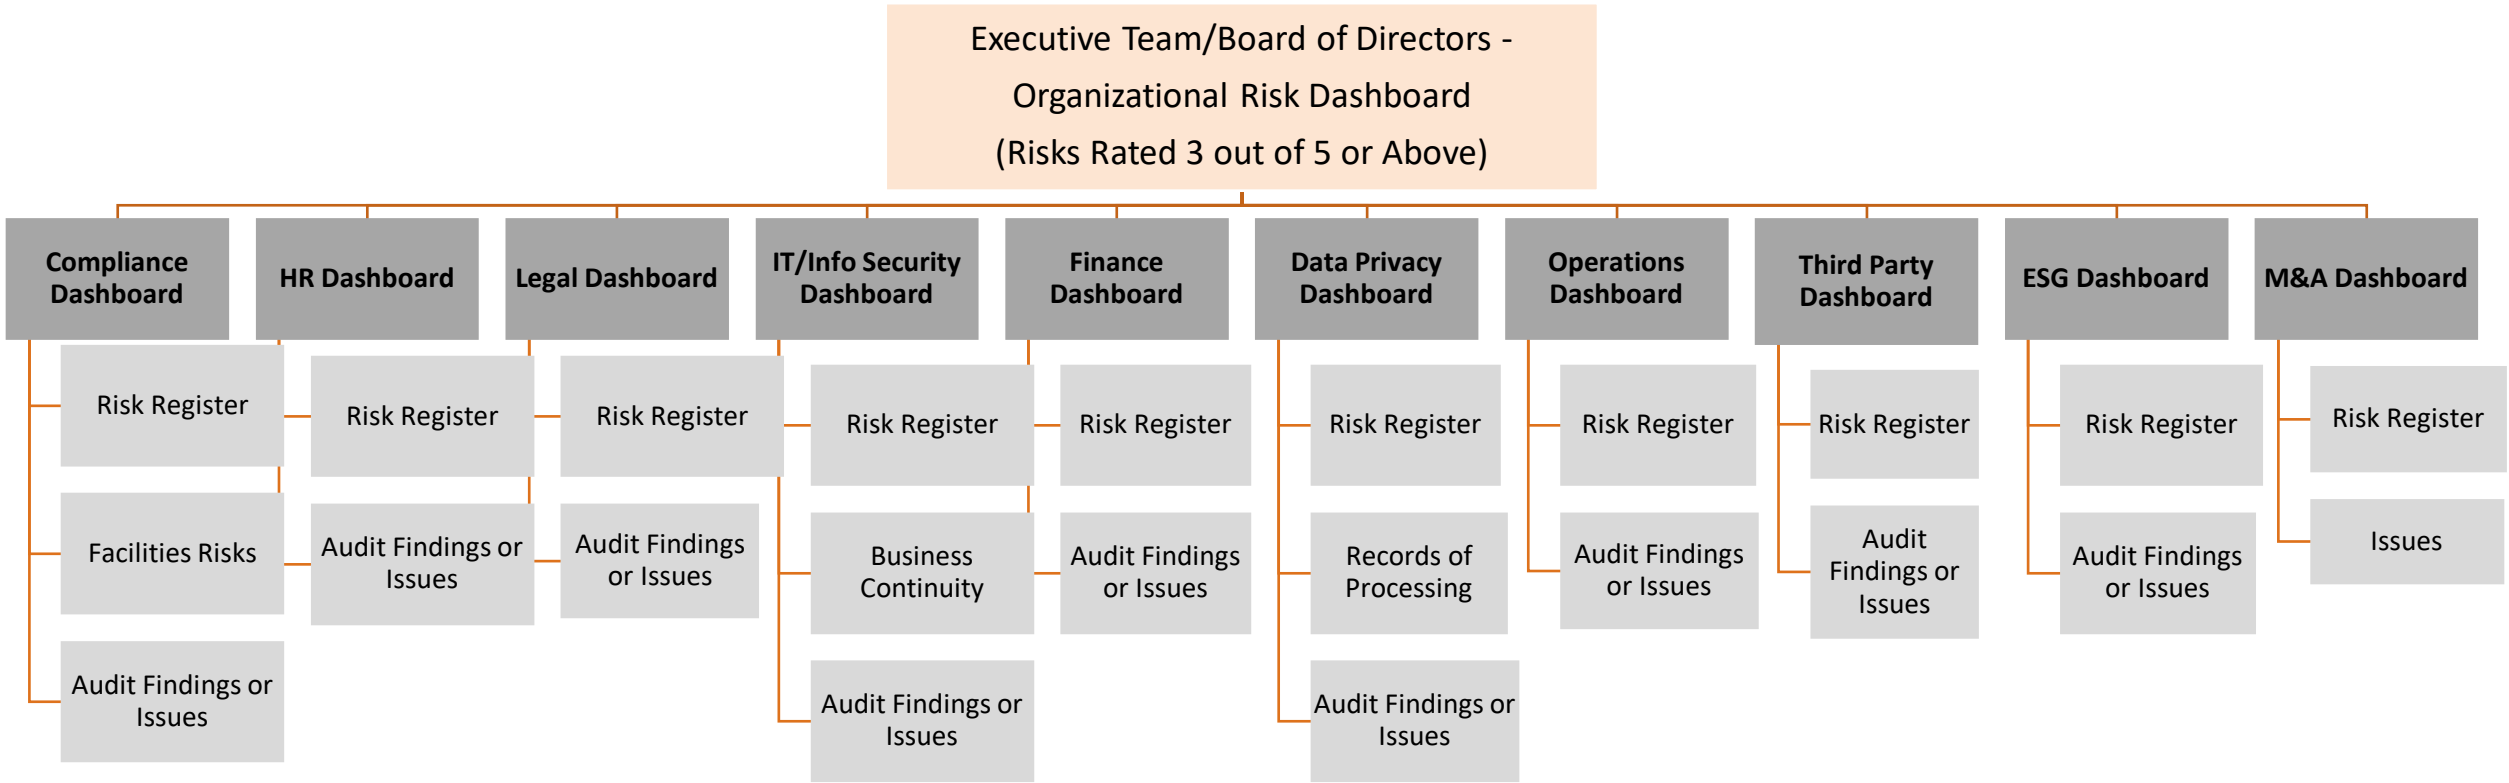 Executive Team/Board of Directors -
Organizational Risk Dashboard
(Risks Rated 3 out of 5 or Above)
Compliance
Dashboard
Risk Register
Facilities Risks
Audit Findings or
Issues
HR Dashboard
Risk Register
Audit Findings or
Issues
Legal Dashboard
Risk Register
Audit Findings
or Issues
IT/Info Security
Dashboard
Risk Register
Business
Continuity
Audit Findings or
Issues
Finance
Dashboard
Risk Register
Audit Findings
or Issues
Data Privacy
Dashboard
Risk Register
Records of
Processing
Audit Findings or
Issues
Operations
Dashboard
Risk Register
Audit Findings
or Issues
Third Party
Dashboard
Risk Register
Audit
Findings or
Issues
ESG Dashboard
Risk Register
Audit Findings
or Issues
M&A Dashboard
Risk Register
Issues